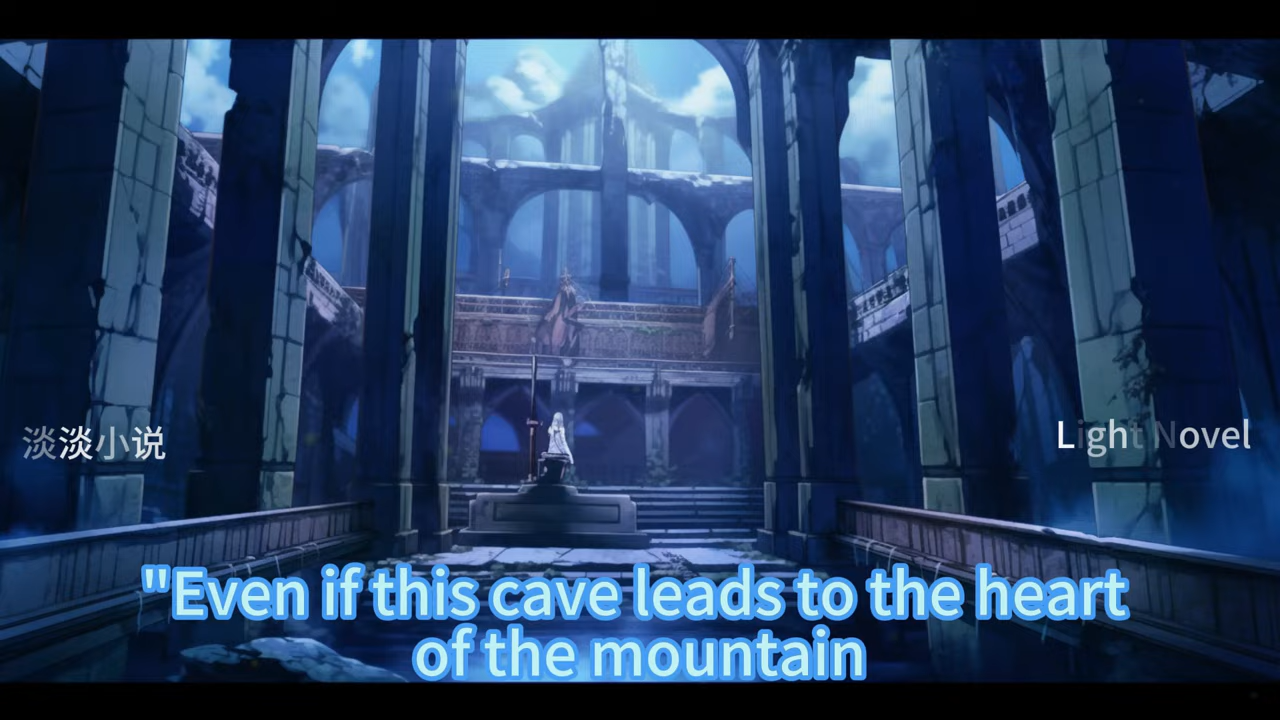 淡淡小说
Light Novel
"Even if this cave leads to the heart
of the mountain